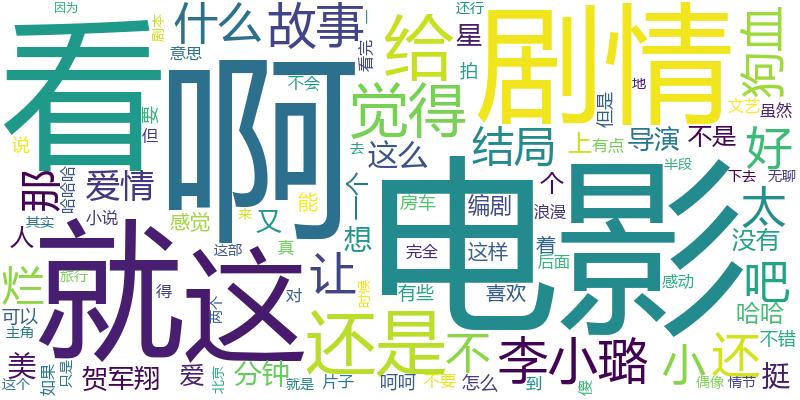 因为
剧本
看
什么
故事
意思
看完
一
还行
星
拍
给
剧情
地
狗血
文艺
虽然
啊
不会
要
但
说
觉得
但是
结局
上
有点
导演
不是
好
那
哈哈哈
爱情
这么
去
半段
下去
无聊
电影
人
其实
小说
感觉
来
又
能
一个
房车
编剧
个
浪漫
太
没有
就这
这部
真
想
完全
这样
着
后面
烂
旅行
得
两个
对
让
时候
有些
喜欢
感动
吧
可以
主角
哈哈
还是
不
李小璐
小
还
不错
美
这个
如果
只是
贺军翔
爱
北京
分钟
就是
片子
呵呵
不要
怎么
到
傻
偶像
情节
挺